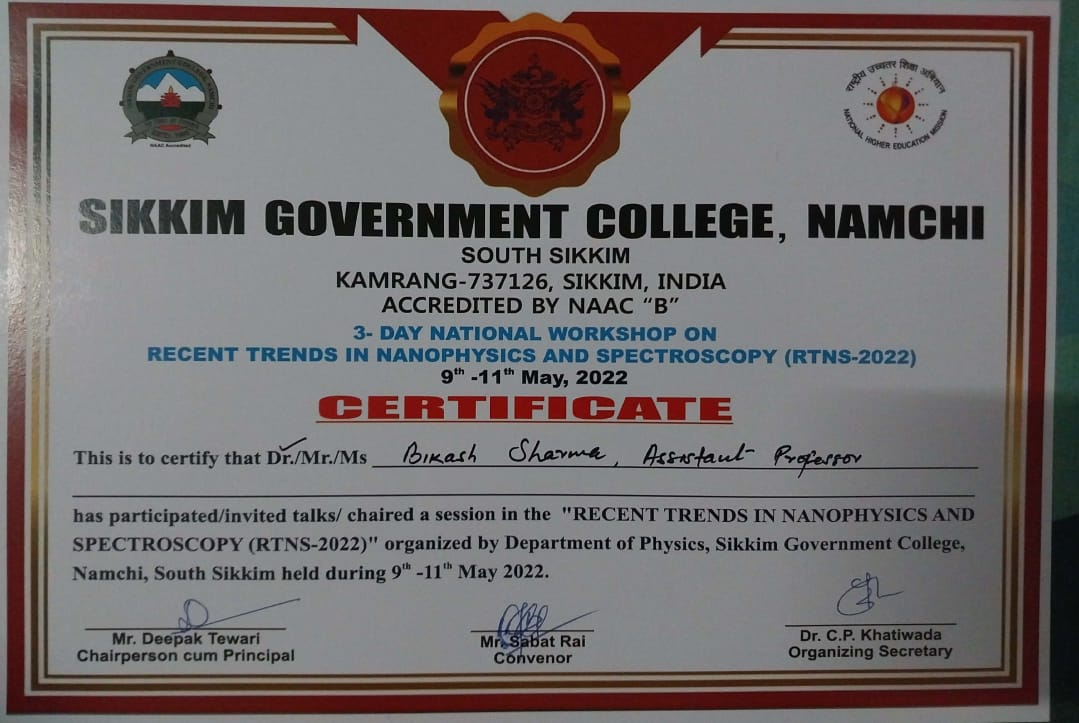 SIKKIM GOVERNMENT COLLEGE, NAMCHI
NAAC Accredited
राष्ट्रीय उच्चतर शिक्षा अभियान
NATIONAL HIGHER EDUCATION MISSION
SIKKIM GOVERNMENT COLLEGE, NAMCHI
SOUTH SIKKIM
KAMRANG-737126, SIKKIM, INDIA
ACCREDITED BY NAAC “B”
3- DAY NATIONAL WORKSHOP ON
RECENT TRENDS IN NANOPHYSICS AND SPECTROSCOPY (RTNS-2022)
9th -11th May, 2022
CERTIFICATE
This is to certify that Dr./Mr./Ms Bikash Sharma, Assistant Professor
has participated/invited talks/ chaired a session in the "RECENT TRENDS IN NANOPHYSICS AND
SPECTROSCOPY (RTNS-2022)" organized by Department of Physics, Sikkim Government College,
Namchi, South Sikkim held during 9th -11th May 2022.
Mr. Deepak Tewari
Chairperson cum Principal
Mr. Sabat Rai
Convenor
Dr. C.P. Khatiwada
Organizing Secretary